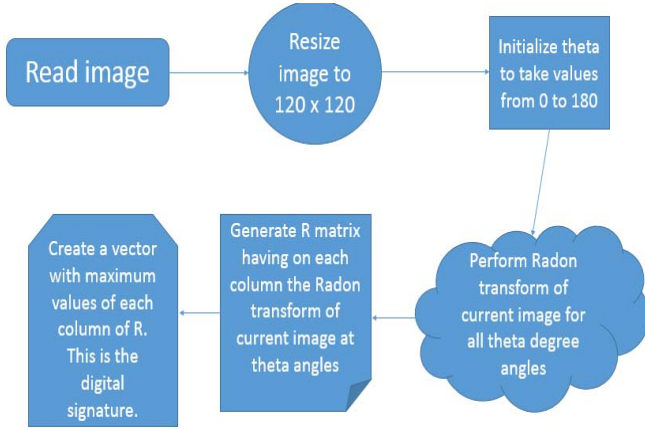 Read image
Resize
image to
120 x 120
Initialize theta
to take values
from 0 to 180
Perform Radon
transform of
current image for
all theta degree
angles
Generate R matrix
having on each
column the Radon
transform of
current image at
theta angles
Create a vector
with maximum
values of each
column of R.
This is the
digital
signature.